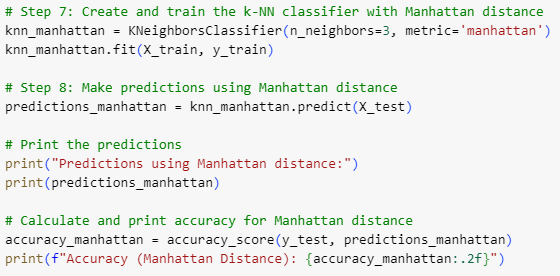 # Step 7: Create and train the k-NN classifier with Manhattan distance
knn_manhattan = KNeighborsClassifier(n_neighbors=3, metric='manhattan')
knn_manhattan.fit(X_train, y_train)
# Step 8: Make predictions using Manhattan distance
predictions_manhattan = knn_manhattan.predict(X_test)
# Print the predictions
print("Predictions using Manhattan distance:")
print(predictions_manhattan)
# Calculate and print accuracy for Manhattan distance
accuracy_manhattan = accuracy_score(y_test, predictions_manhattan)
print(f"Accuracy (Manhattan Distance): {accuracy_manhattan:.2f}")